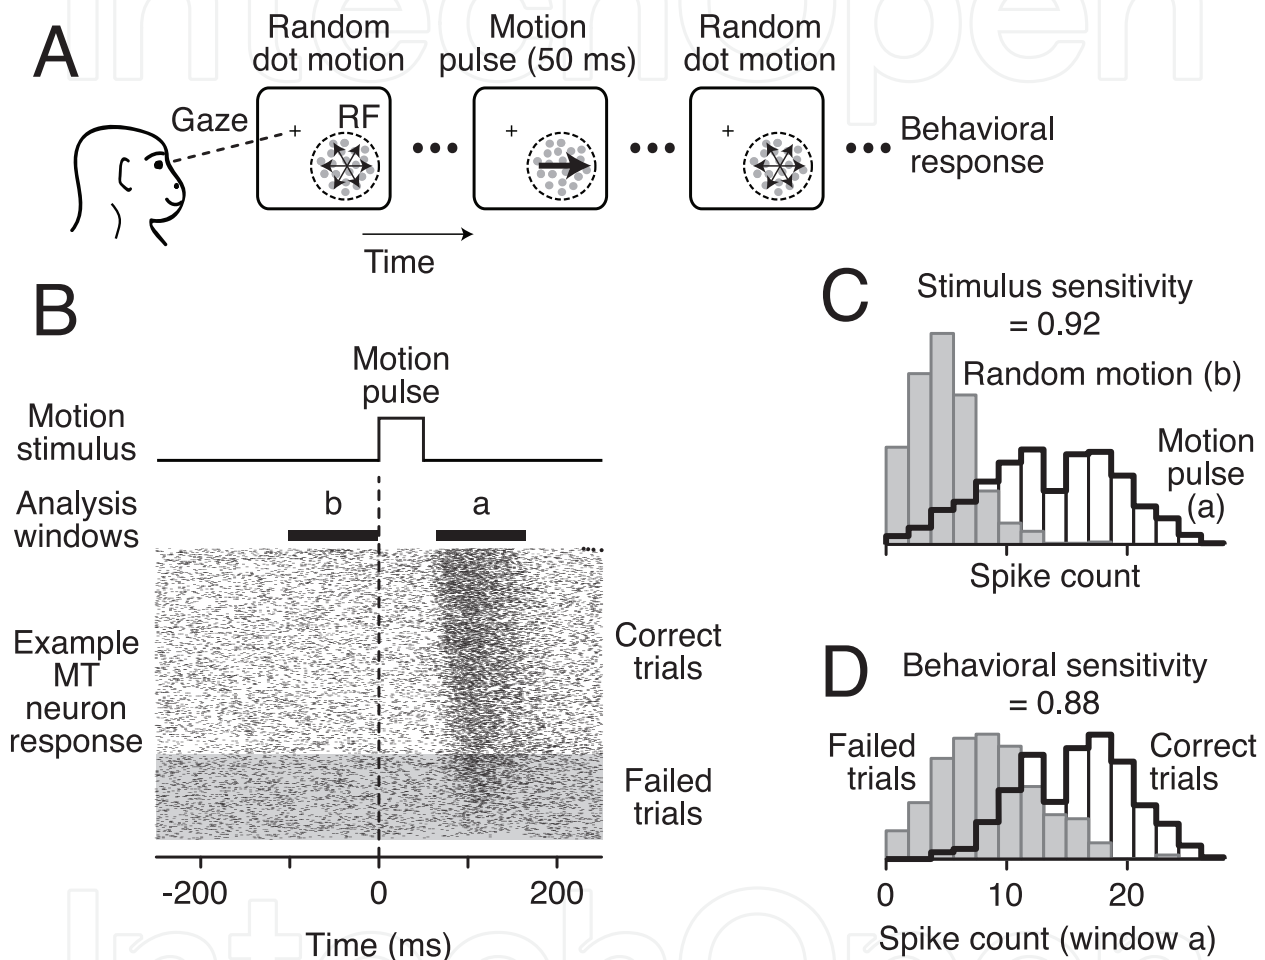 IntechOpen
A
Random
dot motion
Motion
pulse (50 ms)
Random
dot motion
Gaze
+
RF
+
+
Behavioral
response
Time
B
Motion
pulse
Motion
stimulus
Analysis
windows
b
a
Example
MT
neuron
response
Correct
trials
Failed
trials
-200
0
200
Time (ms)
C
Stimulus sensitivity
= 0.92
Random motion (b)
Motion
pulse
(a)
Spike count
D
Behavioral sensitivity
= 0.88
Failed
trials
Correct
trials
0
10
20
Spike count (window a)
IntechOpen